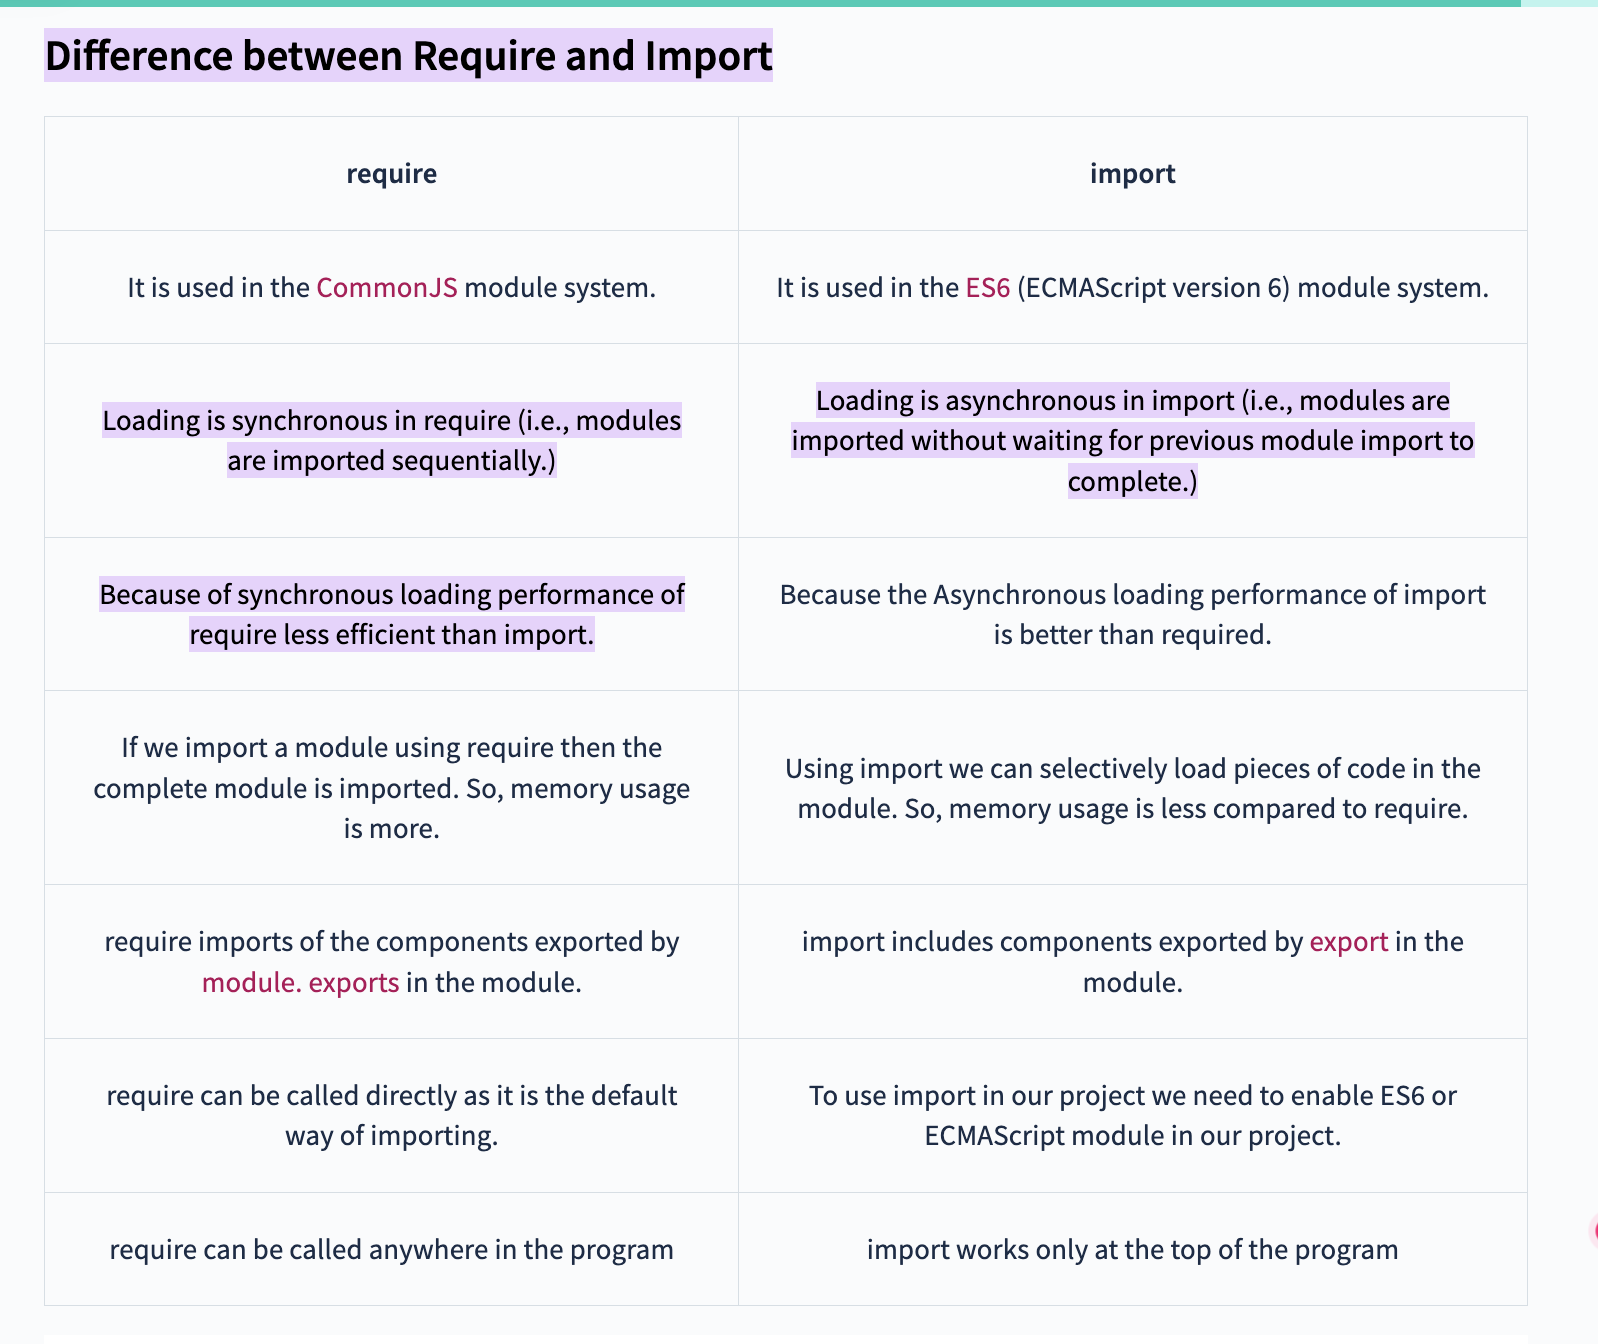 Difference between Require and Import
require
import
It is used in the CommonJS module system.
It is used in the ES6 (ECMAScript version 6) module system.
Loading is synchronous in require (i.e., modules
are imported sequentially.)
Loading is asynchronous in import (i.e., modules are
imported without waiting for previous module import to
complete.)
Because of synchronous loading performance of
require less efficient than import.
Because the Asynchronous loading performance of import
is better than required.
If we import a module using require then the
complete module is imported. So, memory usage
is more.
Using import we can selectively load pieces of code in the
module. So, memory usage is less compared to require.
require imports of the components exported by
module. exports in the module.
import includes components exported by export in the
module.
require can be called directly as it is the default
way of importing.
To use import in our project we need to enable ES6 or
ECMAScript module in our project.
require can be called anywhere in the program
import works only at the top of the program